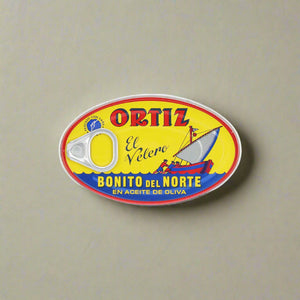 ORTIZ
El
Velero
BONITO DEL NORTE
EN ACEITE DE OLIVA